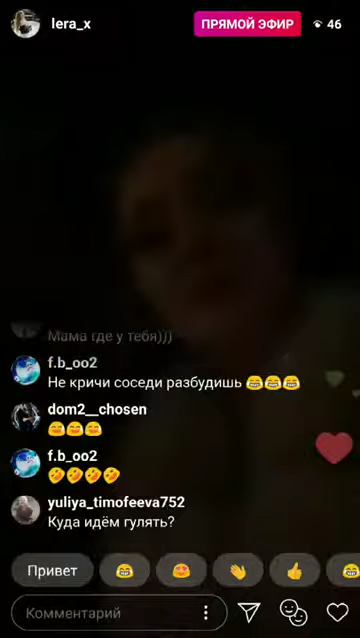 lera_x
ПРЯМОЙ ЭФИР
46
Мама где у тебя)))
f.b_oo2
Не кричи соседи разбудишь 😂😂😂
dom2__chosen
😅😅😅
f.b_oo2
🤣🤣🤣🤣
yuliya_timofeeva752
Куда идём гулять?
Привет
Комментарий